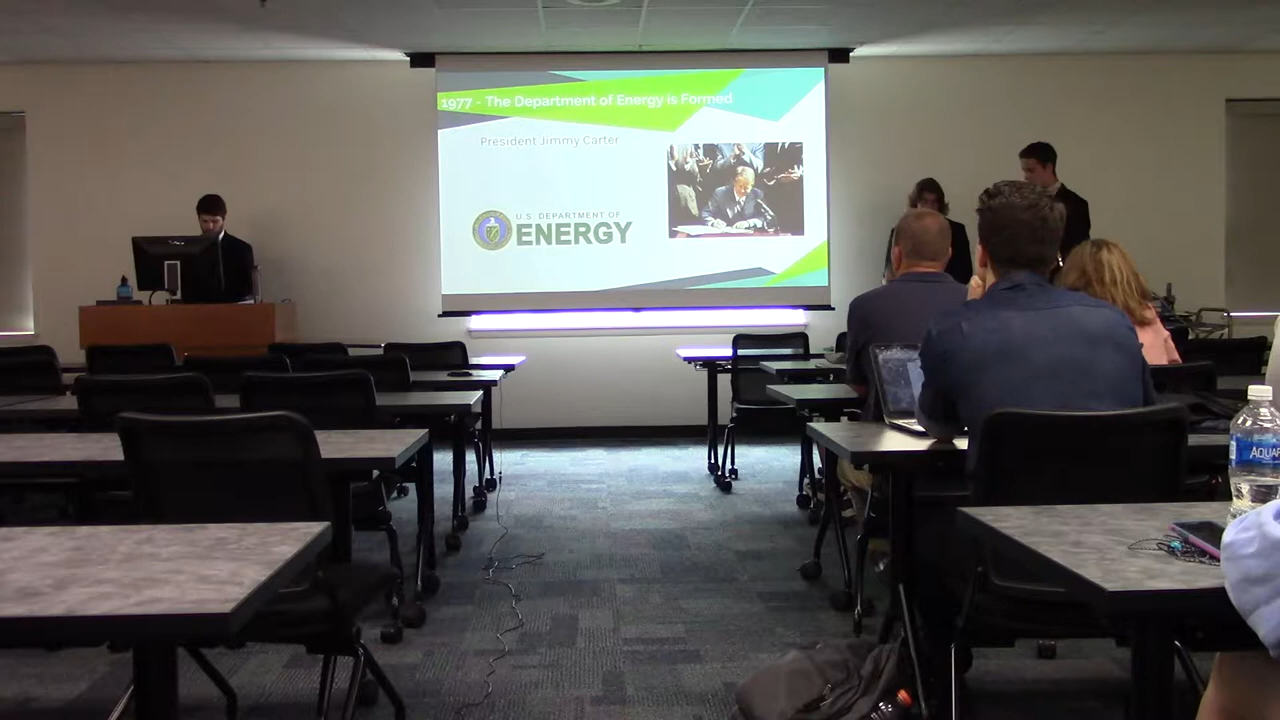 1977 - The Department of Energy is Formed
President Jimmy Carter
U.S. DEPARTMENT OF
ENERGY
AQUAF